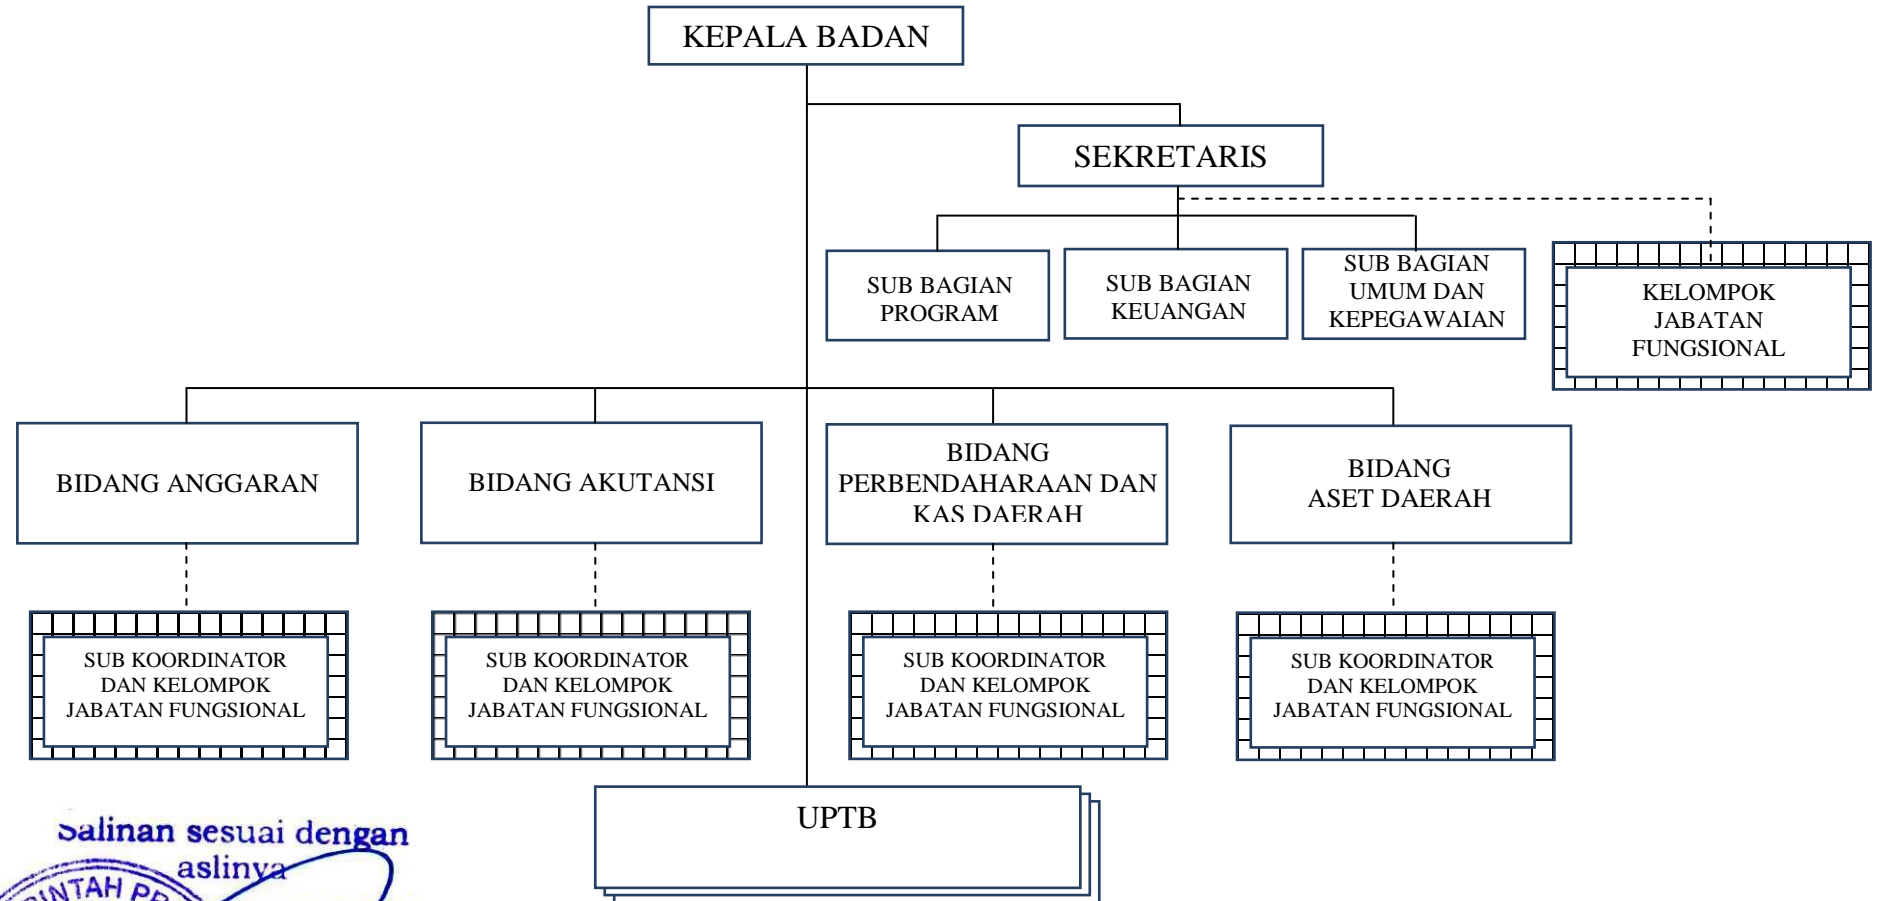 KEPALA BADAN
SEKRETARIS
SUB BAGIAN
PROGRAM
SUB BAGIAN
KEUANGAN
SUB BAGIAN
UMUM DAN
KEPEGAWAIAN
KELOMPOK
JABATAN
FUNGSIONAL
BIDANG ANGGARAN
BIDANG AKUTANSI
BIDANG
PERBENDAHARAAN DAN
KAS DAERAH
BIDANG
ASET DAERAH
SUB KOORDINATOR
DAN KELOMPOK
JABATAN FUNGSIONAL
SUB KOORDINATOR
DAN KELOMPOK
JABATAN FUNGSIONAL
SUB KOORDINATOR
DAN KELOMPOK
JABATAN FUNGSIONAL
SUB KOORDINATOR
DAN KELOMPOK
JABATAN FUNGSIONAL
UPTB
Salinan sesuai dengan
aslinya